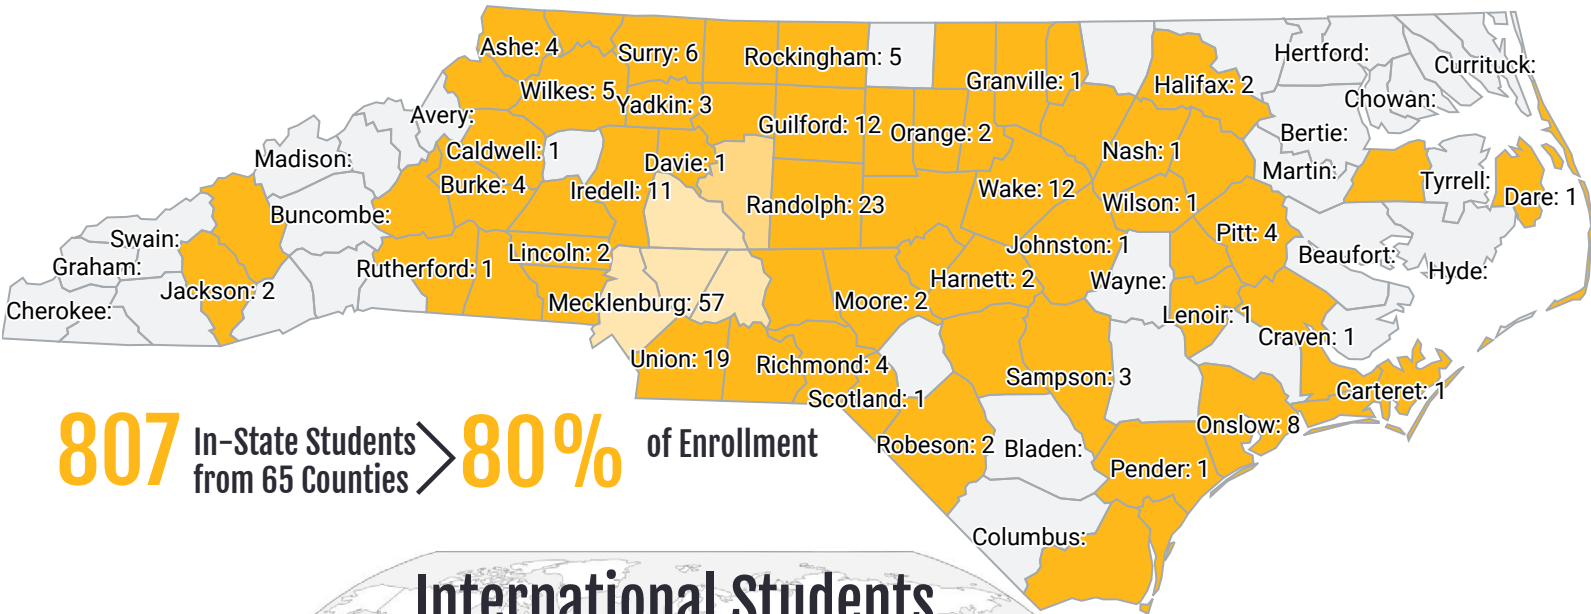 Ashe: 4
Surry: 6
Rockingham: 5
Hertford:
Currituck:
Wilkes: 5
Yadkin: 3
Granville: 1
Halifax: 2
Chowan:
Avery:
Guilford: 12
Orange: 2
Bertie:
Madison:
Caldwell: 1
Davie: 1
Nash: 1
Martin:
Burke: 4
Iredell: 11
Wake: 12
Tyrrell:
Dare: 1
Buncombe:
Randolph: 23
Wilson: 1
Swain:
Pitt: 4
Graham:
Rutherford: 1
Lincoln: 2
Johnston: 1
Beaufort:
Hyde:
Jackson: 2
Harnett: 2
Wayne:
Cherokee:
Mecklenburg: 57
Moore: 2
Lenoir: 1
Craven: 1
Union: 19
Richmond: 4
Sampson: 3
Carteret: 1
Scotland: 1
Onslow: 8
Robeson: 2
Bladen:
Pender: 1
Columbus:
807
In-State Students
from 65 Counties
80%
of Enrollment
International Students